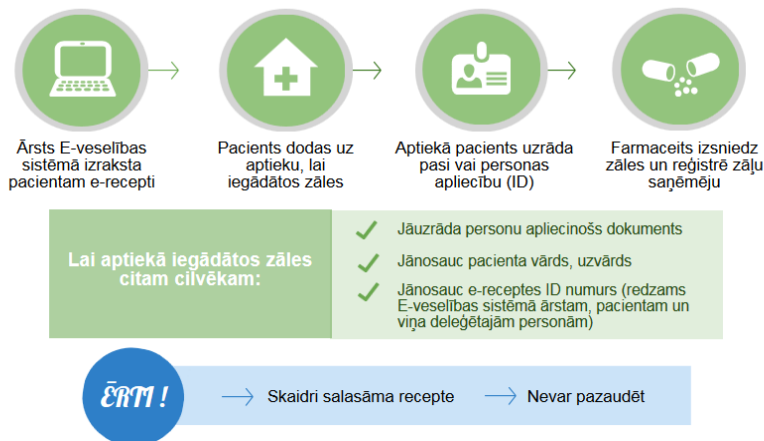 Ārsts E-veselības
sistēmā izraksta
pacientam e-recepti
Pacients dodas uz
aptieku, lai
iegādātos zāles
Aptiekā pacients uzrāda
pasi vai personas
apliecību (ID)
Farmaceits izsniedz
zāles un reģistrē zāļu
saņēmēju
Lai aptiekā iegādātos zāles
citam cilvēkam:
Jāuzrāda personu apliecinošs dokuments
Jānosauc pacienta vārds, uzvārds
Jānosauc e-receptes ID numurs (redzams
E-veselības sistēmā ārstam, pacientam un
viņa deleģētajām personām)
ĒRTI !
Skaidri salasāma recepte
Nevar pazaudēt